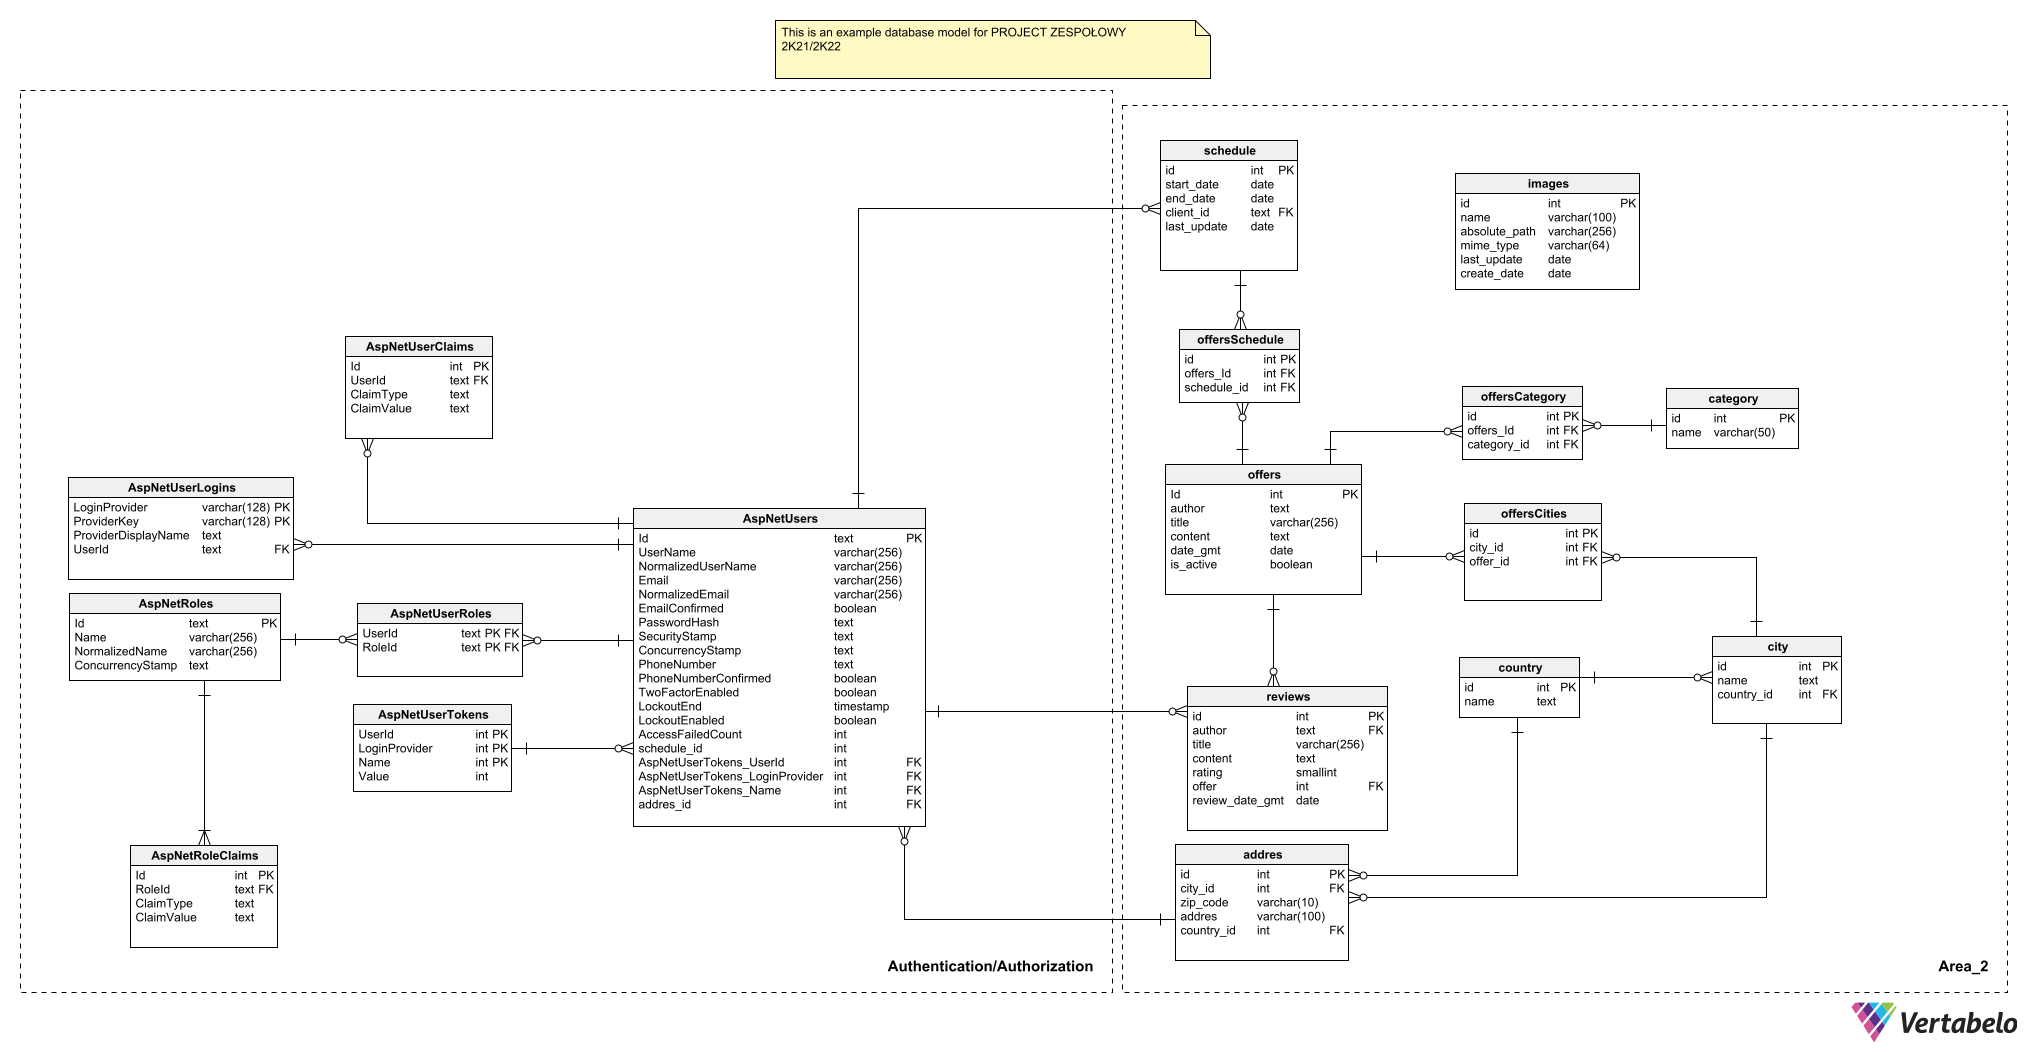 This is an example database model for PROJECT ZESPOŁOWY
2K21/2K22
schedule
id int PK
start_date date
end_date date
client_id text FK
last_update date
images
id int PK
name varchar(100)
absolute_path varchar(256)
mime_type varchar(64)
last_update date
create_date date
AspNetUserClaims
Id int PK
UserId text FK
ClaimType text
ClaimValue text
offersSchedule
id int PK
offers_Id int FK
schedule_id int FK
offersCategory
id int PK
offers_Id int FK
category_id int FK
category
id int PK
name varchar(50)
AspNetUserLogins
LoginProvider varchar(128) PK
ProviderKey varchar(128) PK
ProviderDisplayName text
UserId text FK
AspNetUsers
Id text PK
UserName varchar(256)
NormalizedUserName varchar(256)
Email varchar(256)
NormalizedEmail varchar(256)
EmailConfirmed boolean
PasswordHash text
SecurityStamp text
ConcurrencyStamp text
PhoneNumber text
PhoneNumberConfirmed boolean
TwoFactorEnabled boolean
LockoutEnd timestamp
LockoutEnabled boolean
AccessFailedCount int
schedule_id int
AspNetUserTokens_UserId int FK
AspNetUserTokens_LoginProvider int FK
AspNetUserTokens_Name int FK
addres_id int FK
offers
Id int PK
author text
title varchar(256)
content text
date_gmt date
is_active boolean
offersCities
id int PK
city_id int FK
offer_id int FK
AspNetRoles
Id text PK
Name varchar(256)
NormalizedName varchar(256)
ConcurrencyStamp text
AspNetUserRoles
UserId text PK FK
RoleId text PK FK
AspNetUserTokens
UserId int PK
LoginProvider int PK
Name int PK
Value int
country
id int PK
name text
city
id int PK
name text
country_id int FK
reviews
id int PK
author text FK
title varchar(256)
content text
rating smallint
offer int FK
review_date_gmt date
AspNetRoleClaims
Id int PK
RoleId text FK
ClaimType text
ClaimValue text
addres
id int PK
city_id int FK
zip_code varchar(10)
addres varchar(100)
country_id int FK
Authentication/Authorization
Area_2
Vertabelo